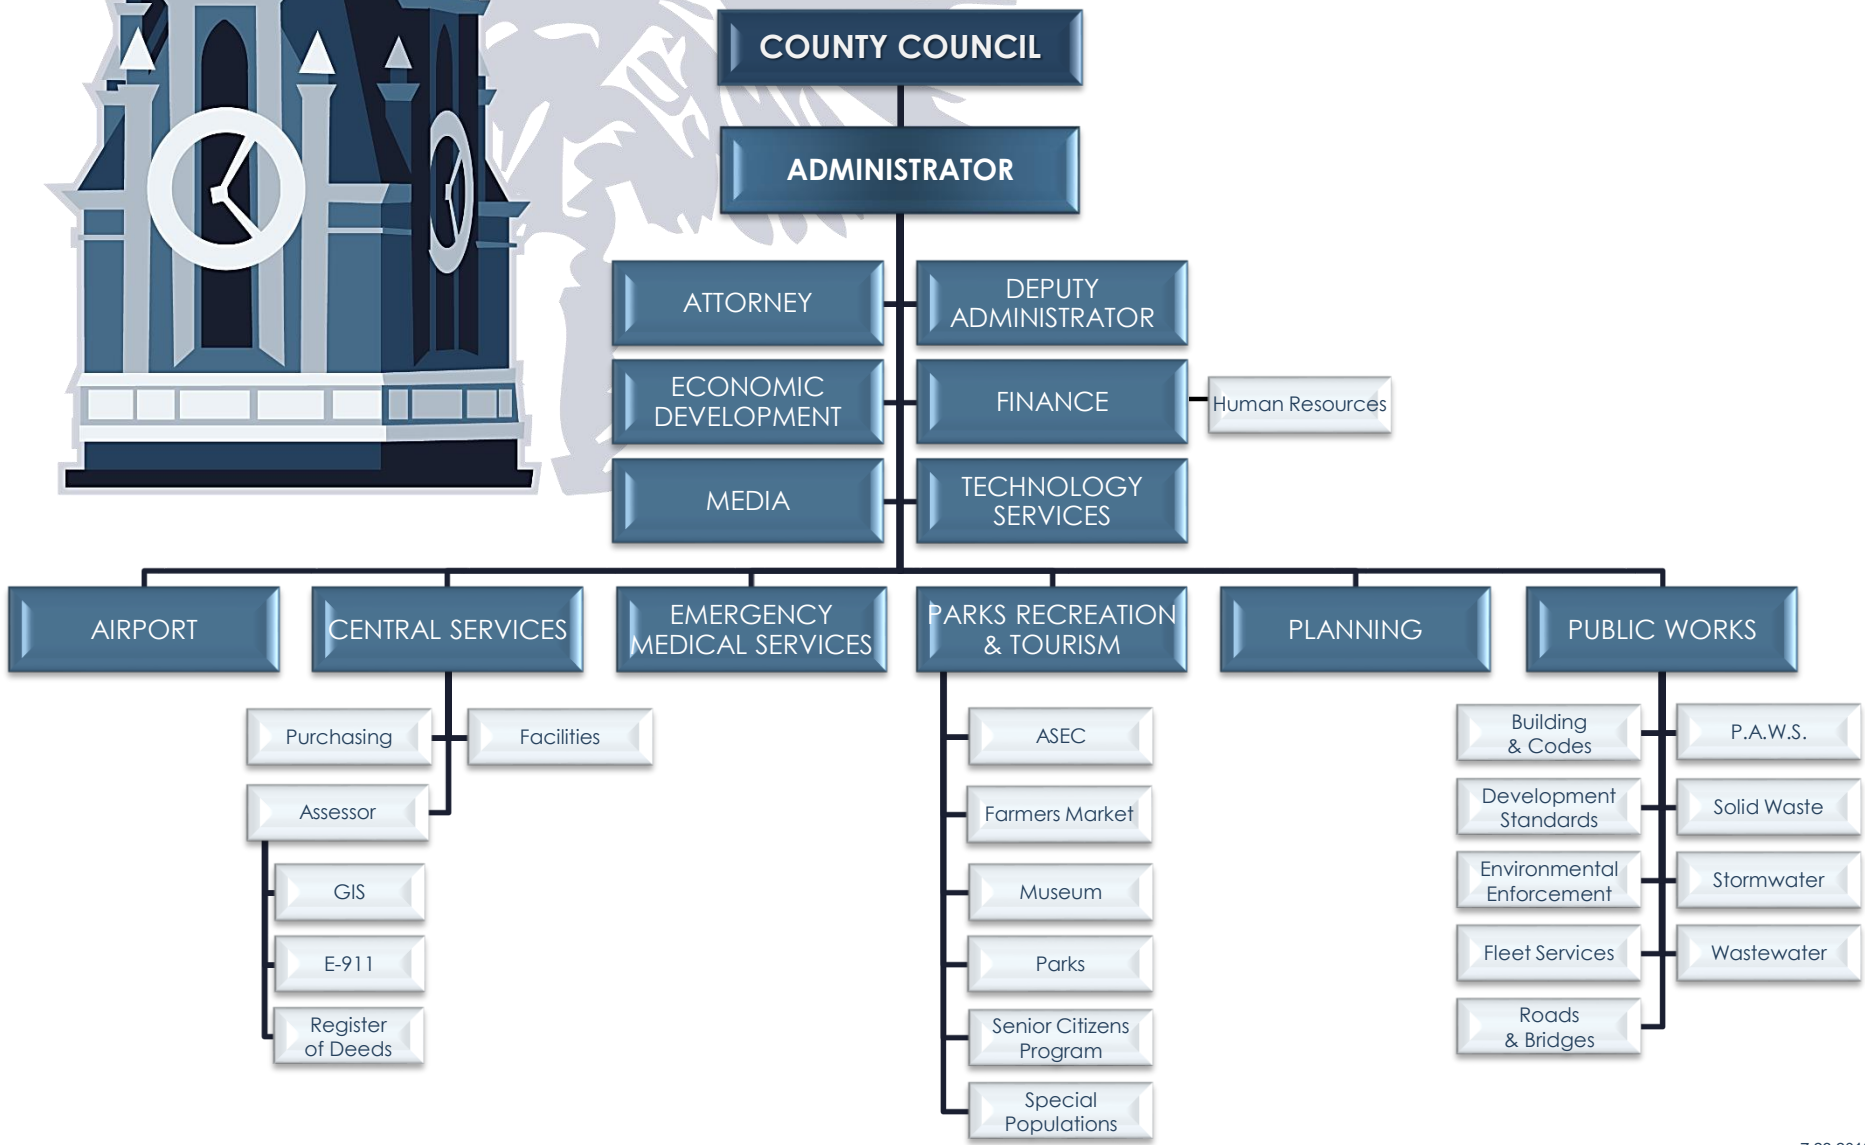 COUNTY COUNCIL
ADMINISTRATOR
ATTORNEY
DEPUTY
ADMINISTRATOR
ECONOMIC
DEVELOPMENT
FINANCE
Human Resources
MEDIA
TECHNOLOGY
SERVICES
AIRPORT
CENTRAL SERVICES
EMERGENCY
MEDICAL SERVICES
PARKS RECREATION
& TOURISM
PLANNING
PUBLIC WORKS
Purchasing
Facilities
Assessor
GIS
E-911
Register
of Deeds
ASEC
Farmers Market
Museum
Parks
Senior Citizens
Program
Special
Populations
Building
& Codes
P.A.W.S.
Development
Standards
Solid Waste
Environmental
Enforcement
Stormwater
Fleet Services
Wastewater
Roads
& Bridges